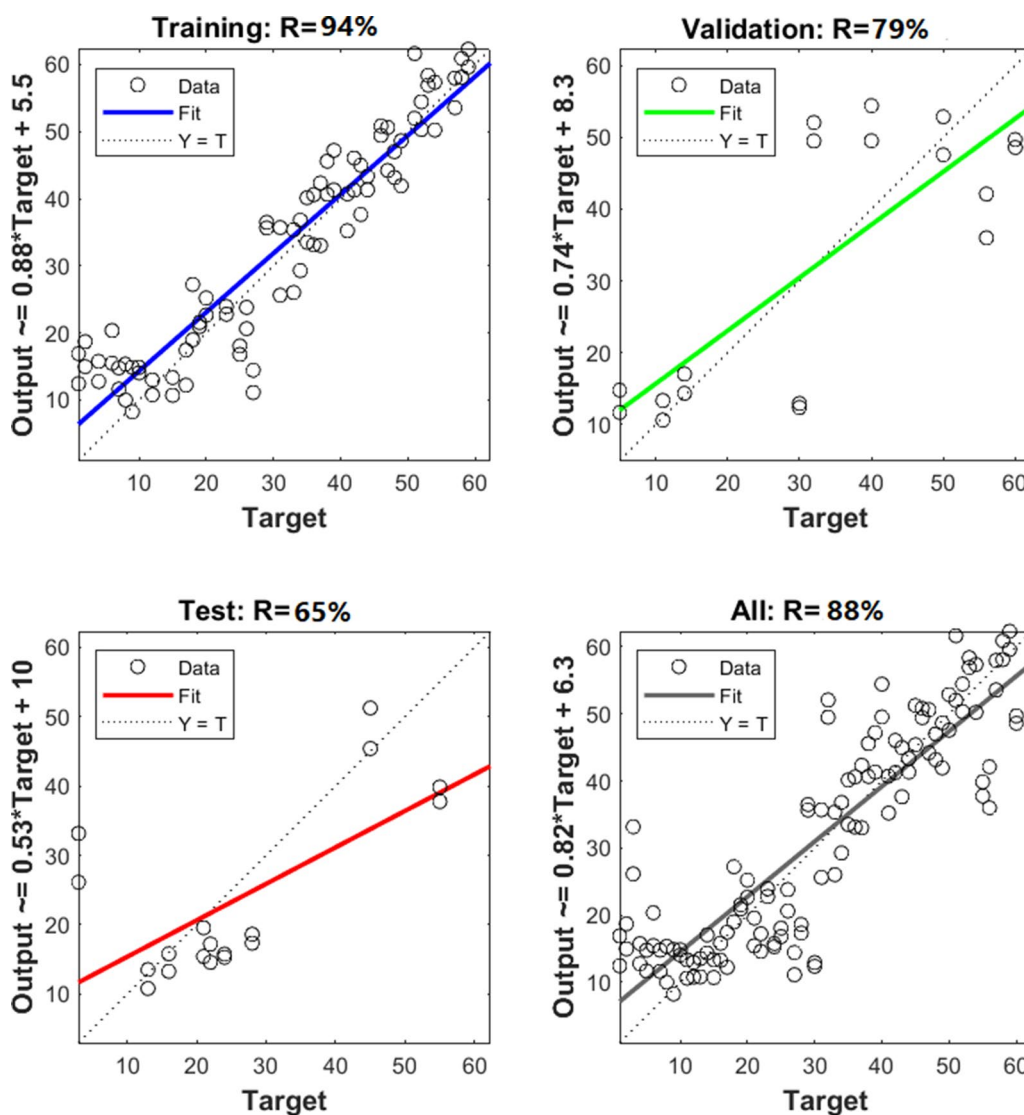 Training: R=94%
Output ~= 0.88*Target + 5.5
60
50
40
30
20
10
Data
Fit
Y = T
10 20 30 40 50 60
Target
Validation: R=79%
Output ~= 0.74*Target + 8.3
60
50
40
30
20
10
Data
Fit
Y = T
10 20 30 40 50 60
Target
Test: R=65%
Output ~= 0.53*Target + 10
60
50
40
30
20
10
Data
Fit
Y = T
10 20 30 40 50 60
Target
All: R=88%
Output ~= 0.82*Target + 6.3
60
50
40
30
20
10
Data
Fit
Y = T
10 20 30 40 50 60
Target